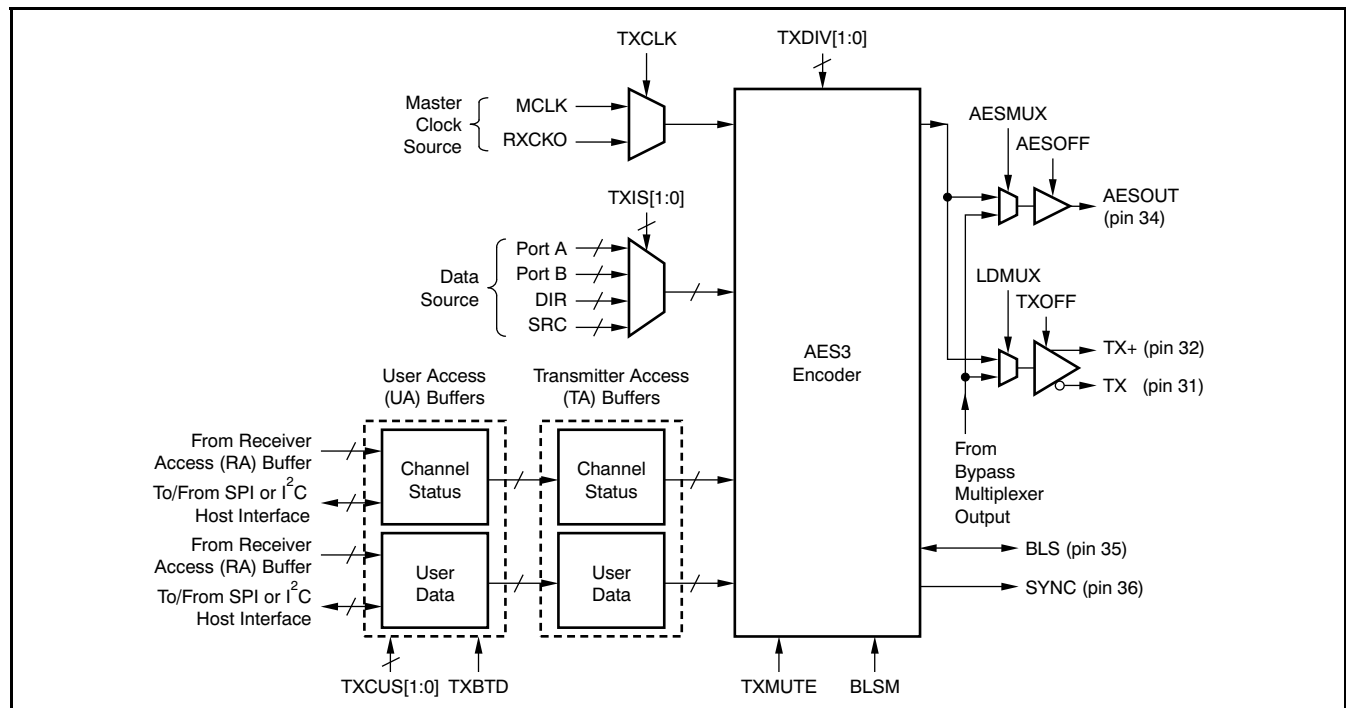 TXCLK
TXDIV[1:0]
Master
Clock
Source
MCLK
RXCKO
AESMUX
AESOFF
AESOUT
(pin 34)
TXIS[1:0]
Data
Source
Port A
Port B
DIR
SRC
LDMUX
TXOFF
TX+ (pin 32)
TX (pin 31)
AES3
Encoder
From
Bypass
Multiplexer
Output
User Access
(UA) Buffers
Transmitter Access
(TA) Buffers
From Receiver
Access (RA) Buffer
To/From SPI or I²C
Host Interface
From Receiver
Access (RA) Buffer
To/From SPI or I²C
Host Interface
Channel
Status
Channel
Status
User
Data
User
Data
BLS (pin 35)
SYNC (pin 36)
TXCUS[1:0]
TXBTD
TXMUTE
BLSM